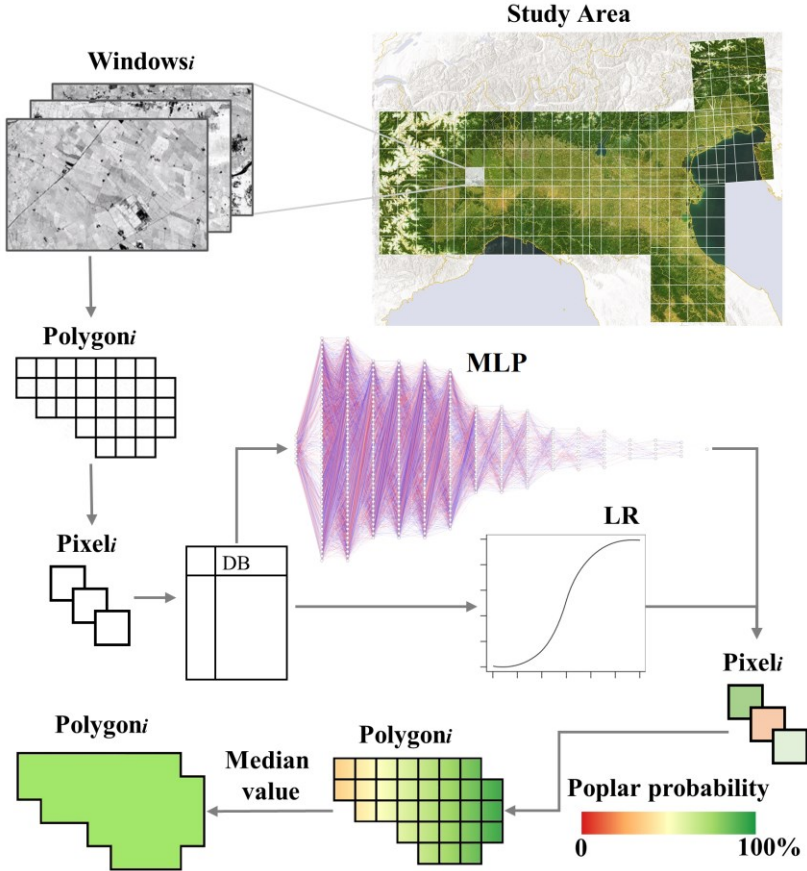 Study Area
Windowsi
Polygoni
MLP
Pixeli
DB
LR
Pixeli
Polygoni
Median
value
Polygoni
Poplar probability
0
100%